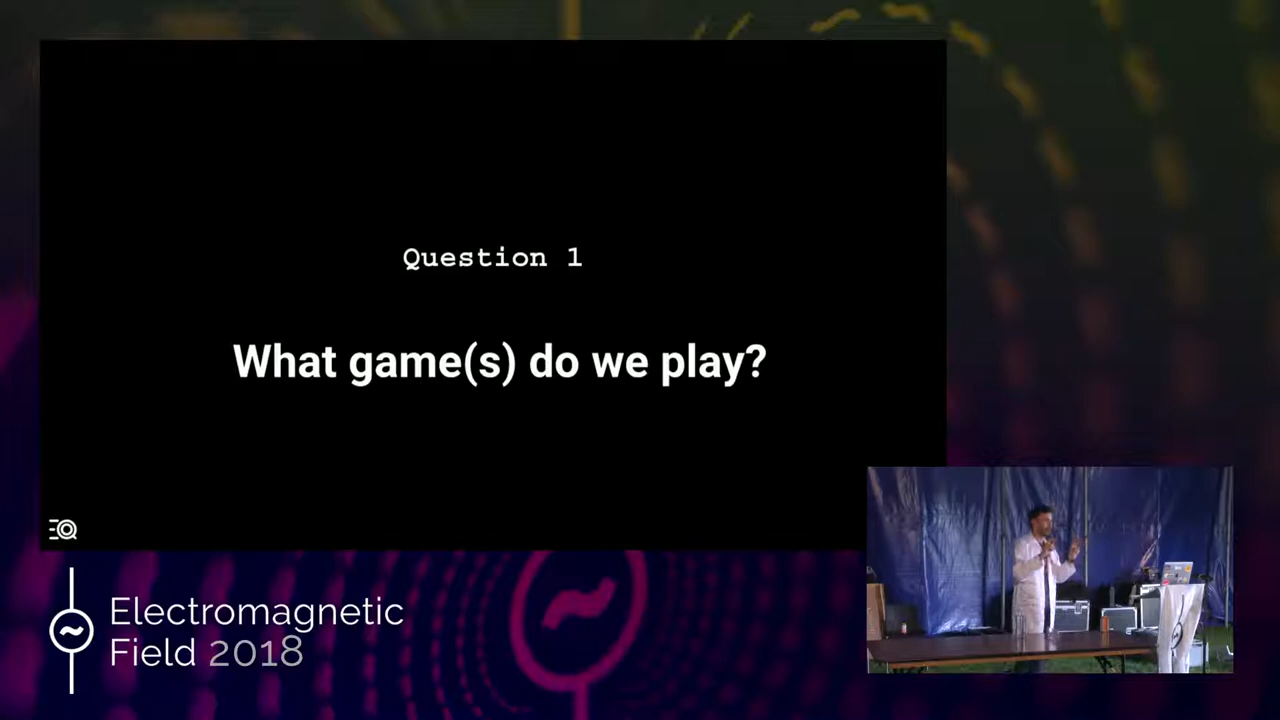 Question 1
What game(s) do we play?
Electromagnetic
Field 2018